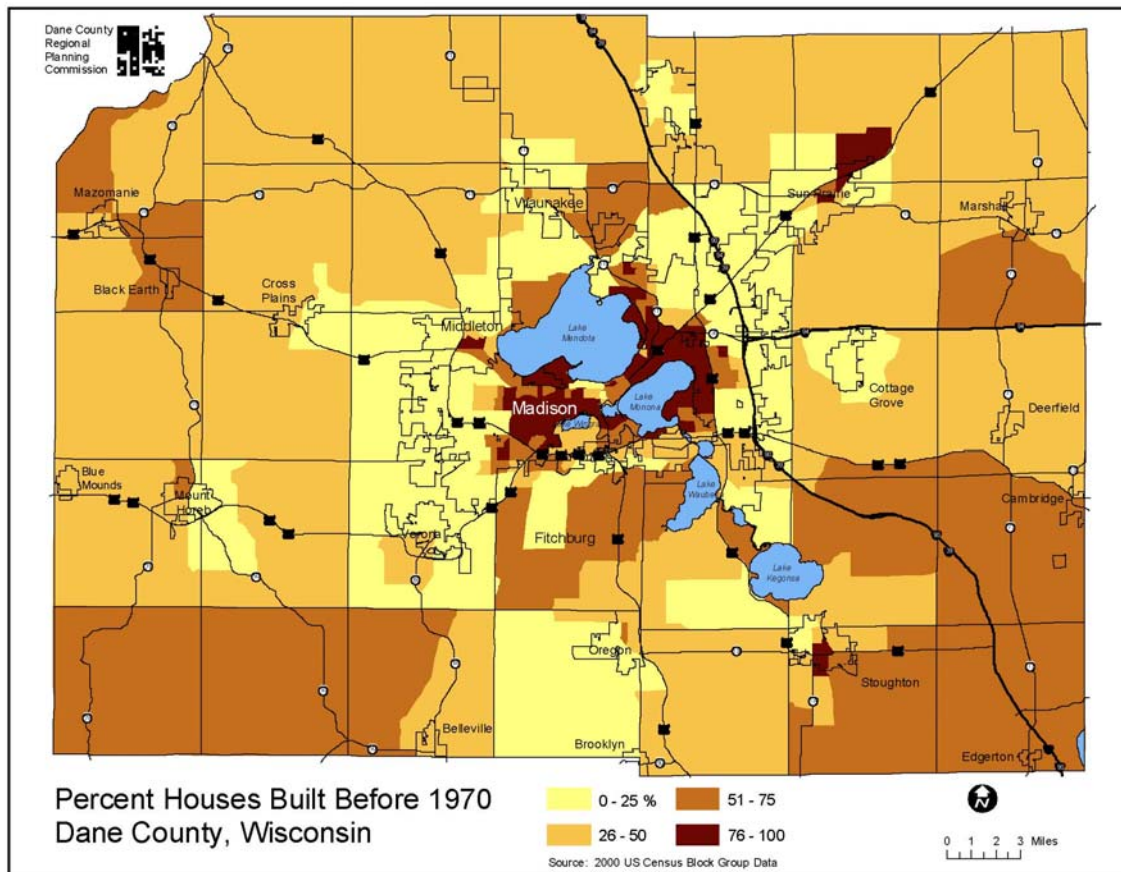 Dane County
Regional
Planning
Commission
Mazomanie
Waunakee
Sun Prairie
Marshall
Black Earth
Cross
Plains
Middleton
Lake
Mendota
Madison
Lake
Monona
Cottage
Grove
Deerfield
Blue
Mounds
Mount
Horeb
Lake
Waubesa
Cambridge
Verona
Fitchburg
Lake
Kegonsa
Oregon
Stoughton
Belleville
Brooklyn
Edgerton
Percent Houses Built Before 1970
Dane County, Wisconsin
0 - 25 %
51 - 75
26 - 50
76 - 100
Source: 2000 US Census Block Group Data
N
0 1 2 3 Miles